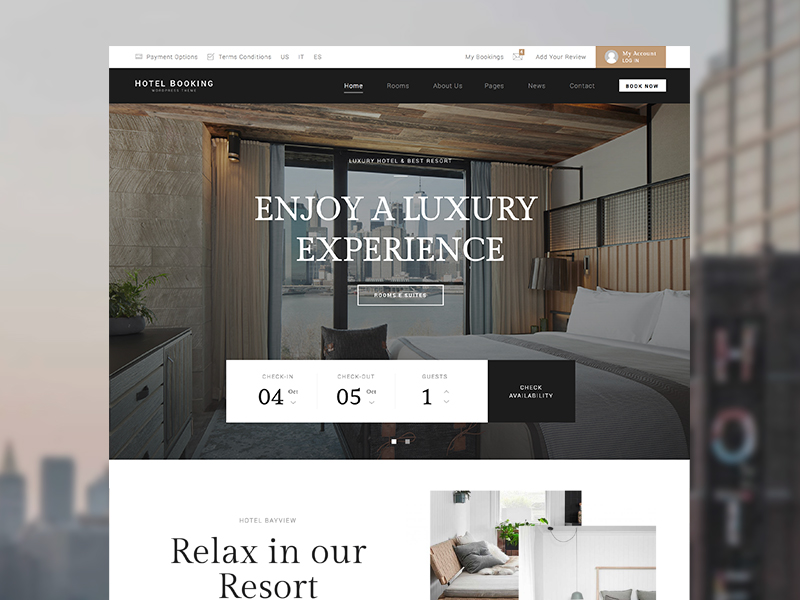 Payment Options Terms Conditions US IT ES
My Bookings 8 Add Your Review
My Account
LOG IN
HOTEL BOOKING
WORDPRESS THEME
Home Rooms About Us Pages News Contact BOOK NOW
LUXURY HOTEL & BEST RESORT
ENJOY A LUXURY
EXPERIENCE
ROOMS & SUITES
CHECK-IN CHECK-OUT GUESTS
04 Oct 05 Oct 1
CHECK
AVAILABILITY
HOTEL BAYVIEW
Relax in our
Resort
HOTE